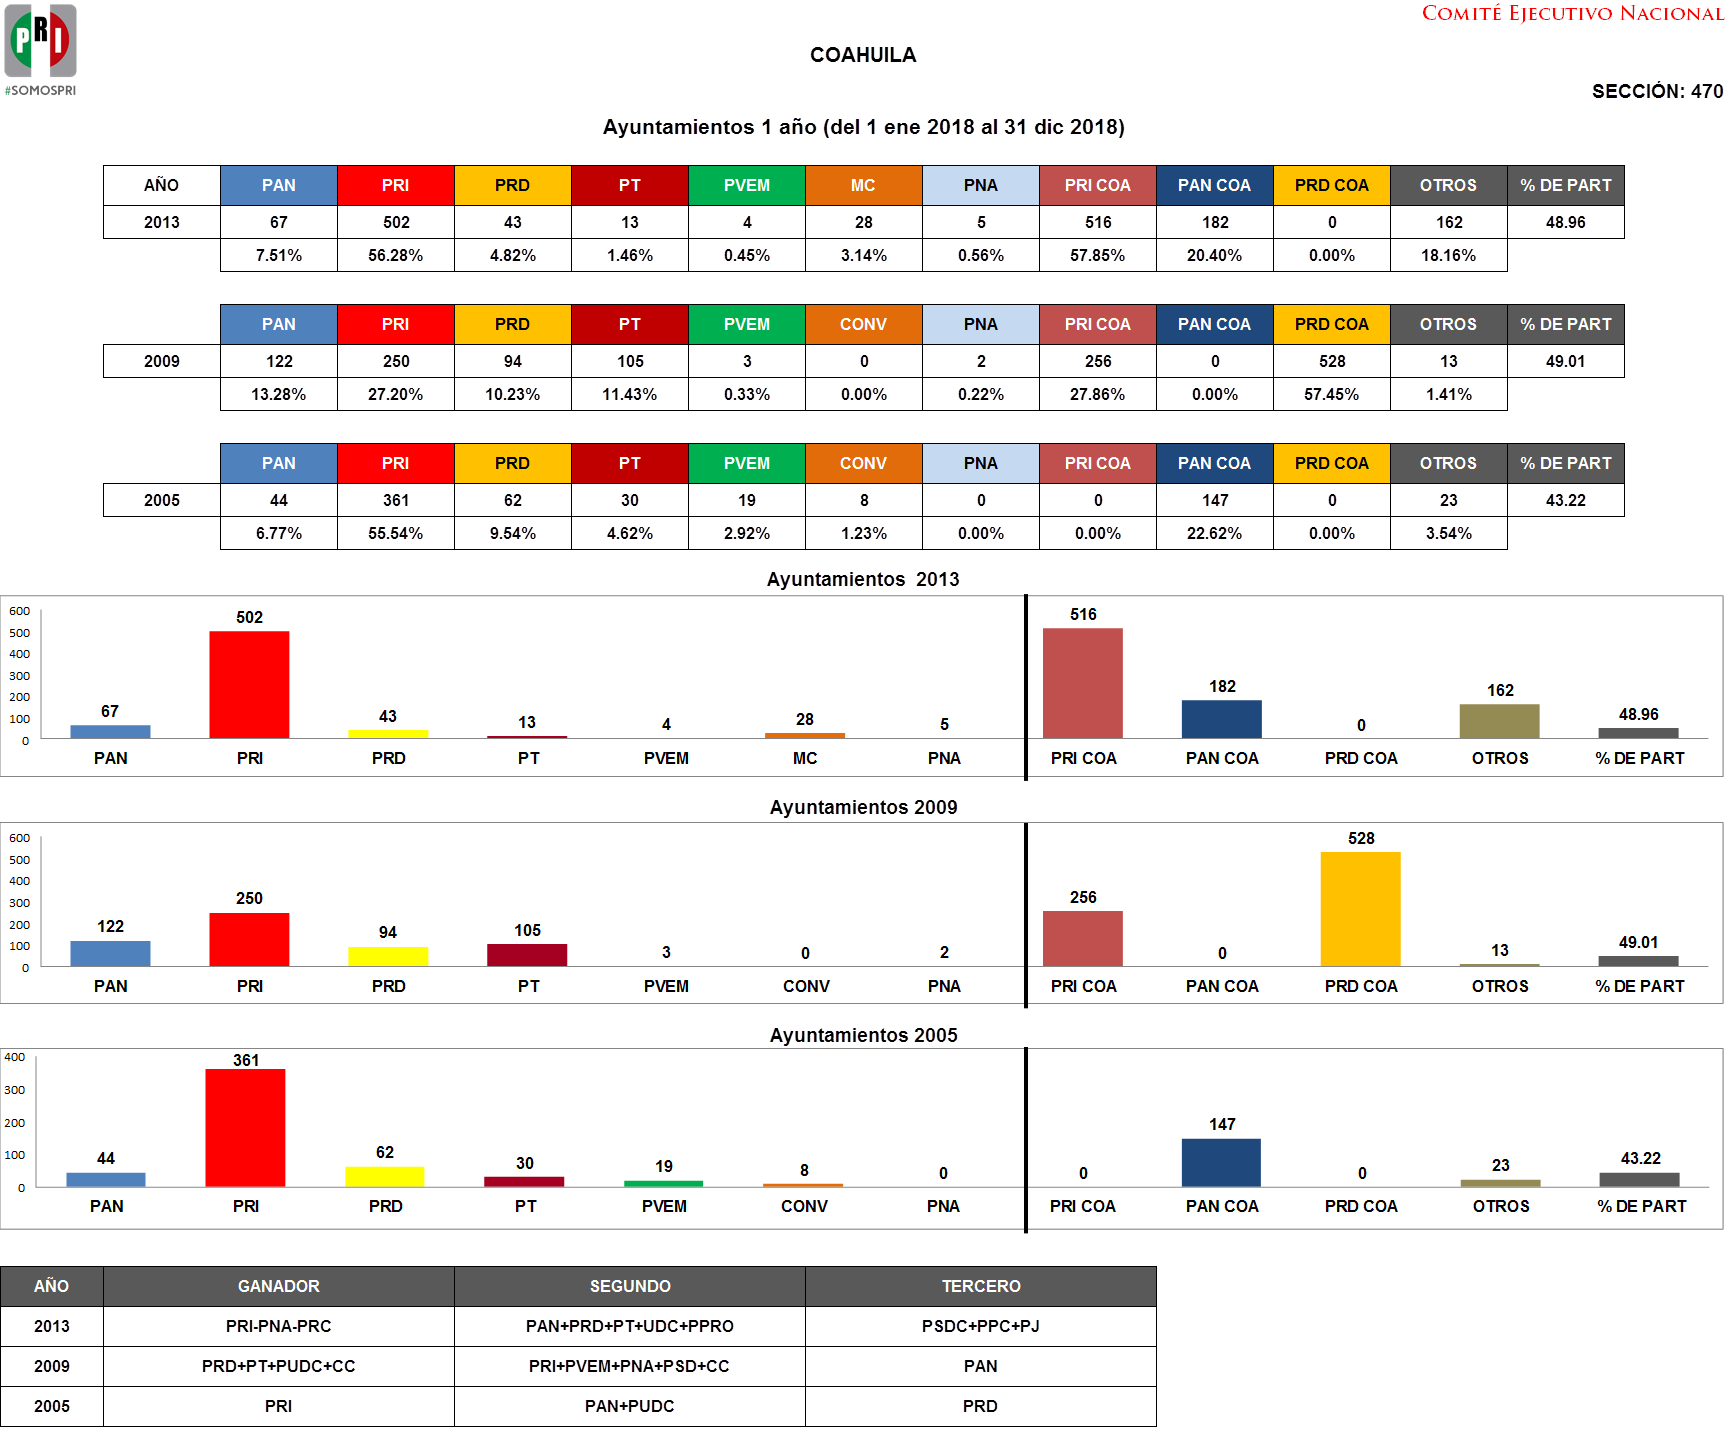 PRI
#SOMOSPRI
COMITÉ EJECUTIVO NACIONAL
COAHUILA
SECCIÓN: 470
Ayuntamientos 1 año (del 1 ene 2018 al 31 dic 2018)
AÑO PAN PRI PRD PT PVEM MC PNA PRI COA PAN COA PRD COA OTROS % DE PART
2013 67 502 43 13 4 28 5 516 182 0 162 48.96
7.51% 56.28% 4.82% 1.46% 0.45% 3.14% 0.56% 57.85% 20.40% 0.00% 18.16%
PAN PRI PRD PT PVEM CONV PNA PRI COA PAN COA PRD COA OTROS % DE PART
2009 122 250 94 105 3 0 2 256 0 528 13 49.01
13.28% 27.20% 10.23% 11.43% 0.33% 0.00% 0.22% 27.86% 0.00% 57.45% 1.41%
PAN PRI PRD PT PVEM CONV PNA PRI COA PAN COA PRD COA OTROS % DE PART
2005 44 361 62 30 19 8 0 0 147 0 23 43.22
6.77% 55.54% 9.54% 4.62% 2.92% 1.23% 0.00% 0.00% 22.62% 0.00% 3.54%
Ayuntamientos 2013
600
500
400
300
200
100
0
67 502 43 13 4 28 5 516 182 0 162 48.96
PAN PRI PRD PT PVEM MC PNA PRI COA PAN COA PRD COA OTROS % DE PART
Ayuntamientos 2009
600
500
400
300
200
100
0
122 250 94 105 3 0 2 256 0 528 13 49.01
PAN PRI PRD PT PVEM CONV PNA PRI COA PAN COA PRD COA OTROS % DE PART
Ayuntamientos 2005
400
300
200
100
0
44 361 62 30 19 8 0 0 147 0 23 43.22
PAN PRI PRD PT PVEM CONV PNA PRI COA PAN COA PRD COA OTROS % DE PART
AÑO GANADOR SEGUNDO TERCERO
2013 PRI-PNA-PRC PAN+PRD+PT+UDC+PPRO PSDC+PPC+PJ
2009 PRD+PT+PUDC+CC PRI+PVEM+PNA+PSD+CC PAN
2005 PRI PAN+PUDC PRD